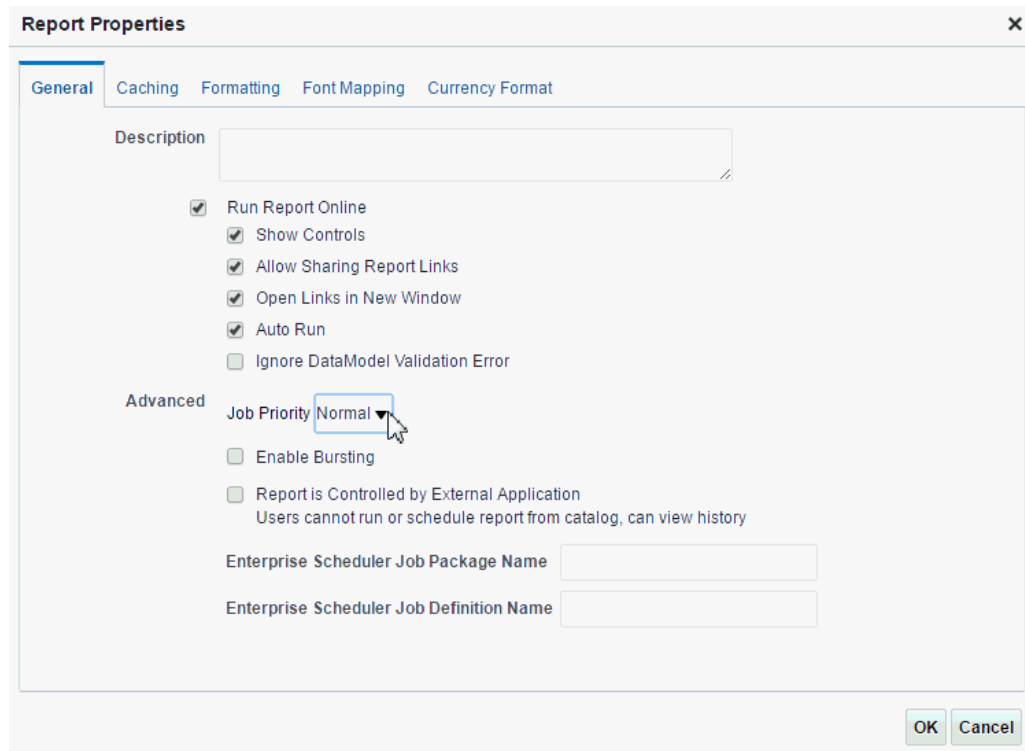 Report Properties
General Caching Formatting Font Mapping Currency Format
Description
Run Report Online
Show Controls
Allow Sharing Report Links
Open Links in New Window
Auto Run
Ignore DataModel Validation Error
Advanced
Job Priority Normal
Enable Bursting
Report is Controlled by External Application
Users cannot run or schedule report from catalog, can view history
Enterprise Scheduler Job Package Name
Enterprise Scheduler Job Definition Name
OK Cancel